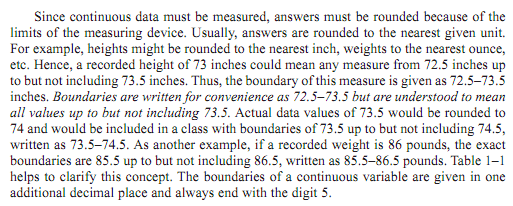 Since continuous data must be measured, answers must be rounded because of the
limits of the measuring device. Usually, answers are rounded to the nearest given unit.
For example, heights might be rounded to the nearest inch, weights to the nearest ounce,
etc. Hence, a recorded height of 73 inches could mean any measure from 72.5 inches up
to but not including 73.5 inches. Thus, the boundary of this measure is given as 72.5–73.5
inches. Boundaries are written for convenience as 72.5–73.5 but are understood to mean
all values up to but not including 73.5. Actual data values of 73.5 would be rounded to
74 and would be included in a class with boundaries of 73.5 up to but not including 74.5,
written as 73.5–74.5. As another example, if a recorded weight is 86 pounds, the exact
boundaries are 85.5 up to but not including 86.5, written as 85.5–86.5 pounds. Table 1–1
helps to clarify this concept. The boundaries of a continuous variable are given in one
additional decimal place and always end with the digit 5.